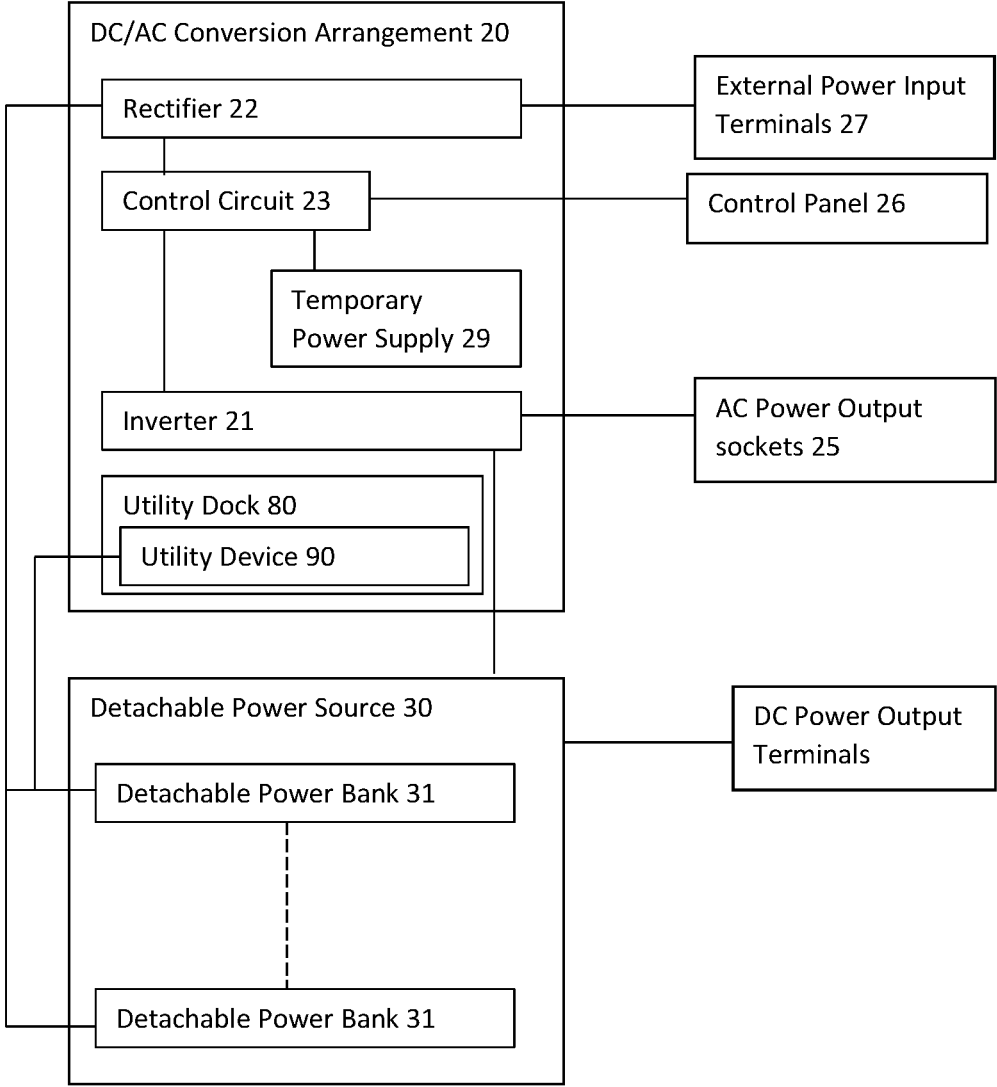 DC/AC Conversion Arrangement 20
Rectifier 22
External Power Input
Terminals 27
Control Circuit 23
Control Panel 26
Temporary
Power Supply 29
Inverter 21
AC Power Output
sockets 25
Utility Dock 80
Utility Device 90
Detachable Power Source 30
DC Power Output
Terminals
Detachable Power Bank 31
Detachable Power Bank 31